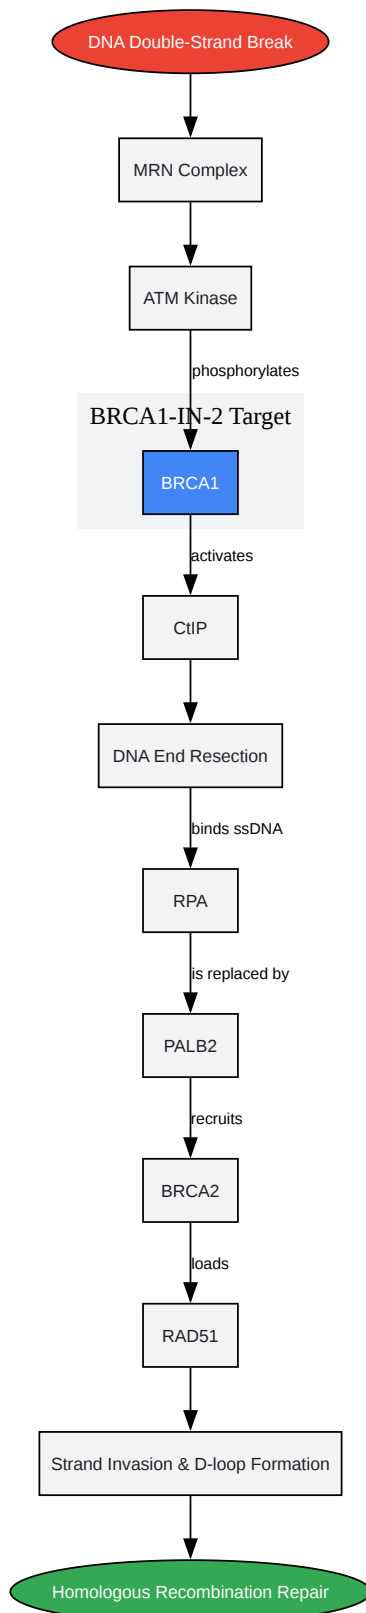 DNA Double-Strand Break
MRN Complex
ATM Kinase
phosphorylates
BRCA1-IN-2 Target
BRCA1
activates
CtIP
DNA End Resection
binds ssDNA
RPA
is replaced by
PALB2
recruits
BRCA2
loads
RAD51
Strand Invasion & D-loop Formation
Homologous Recombination Repair